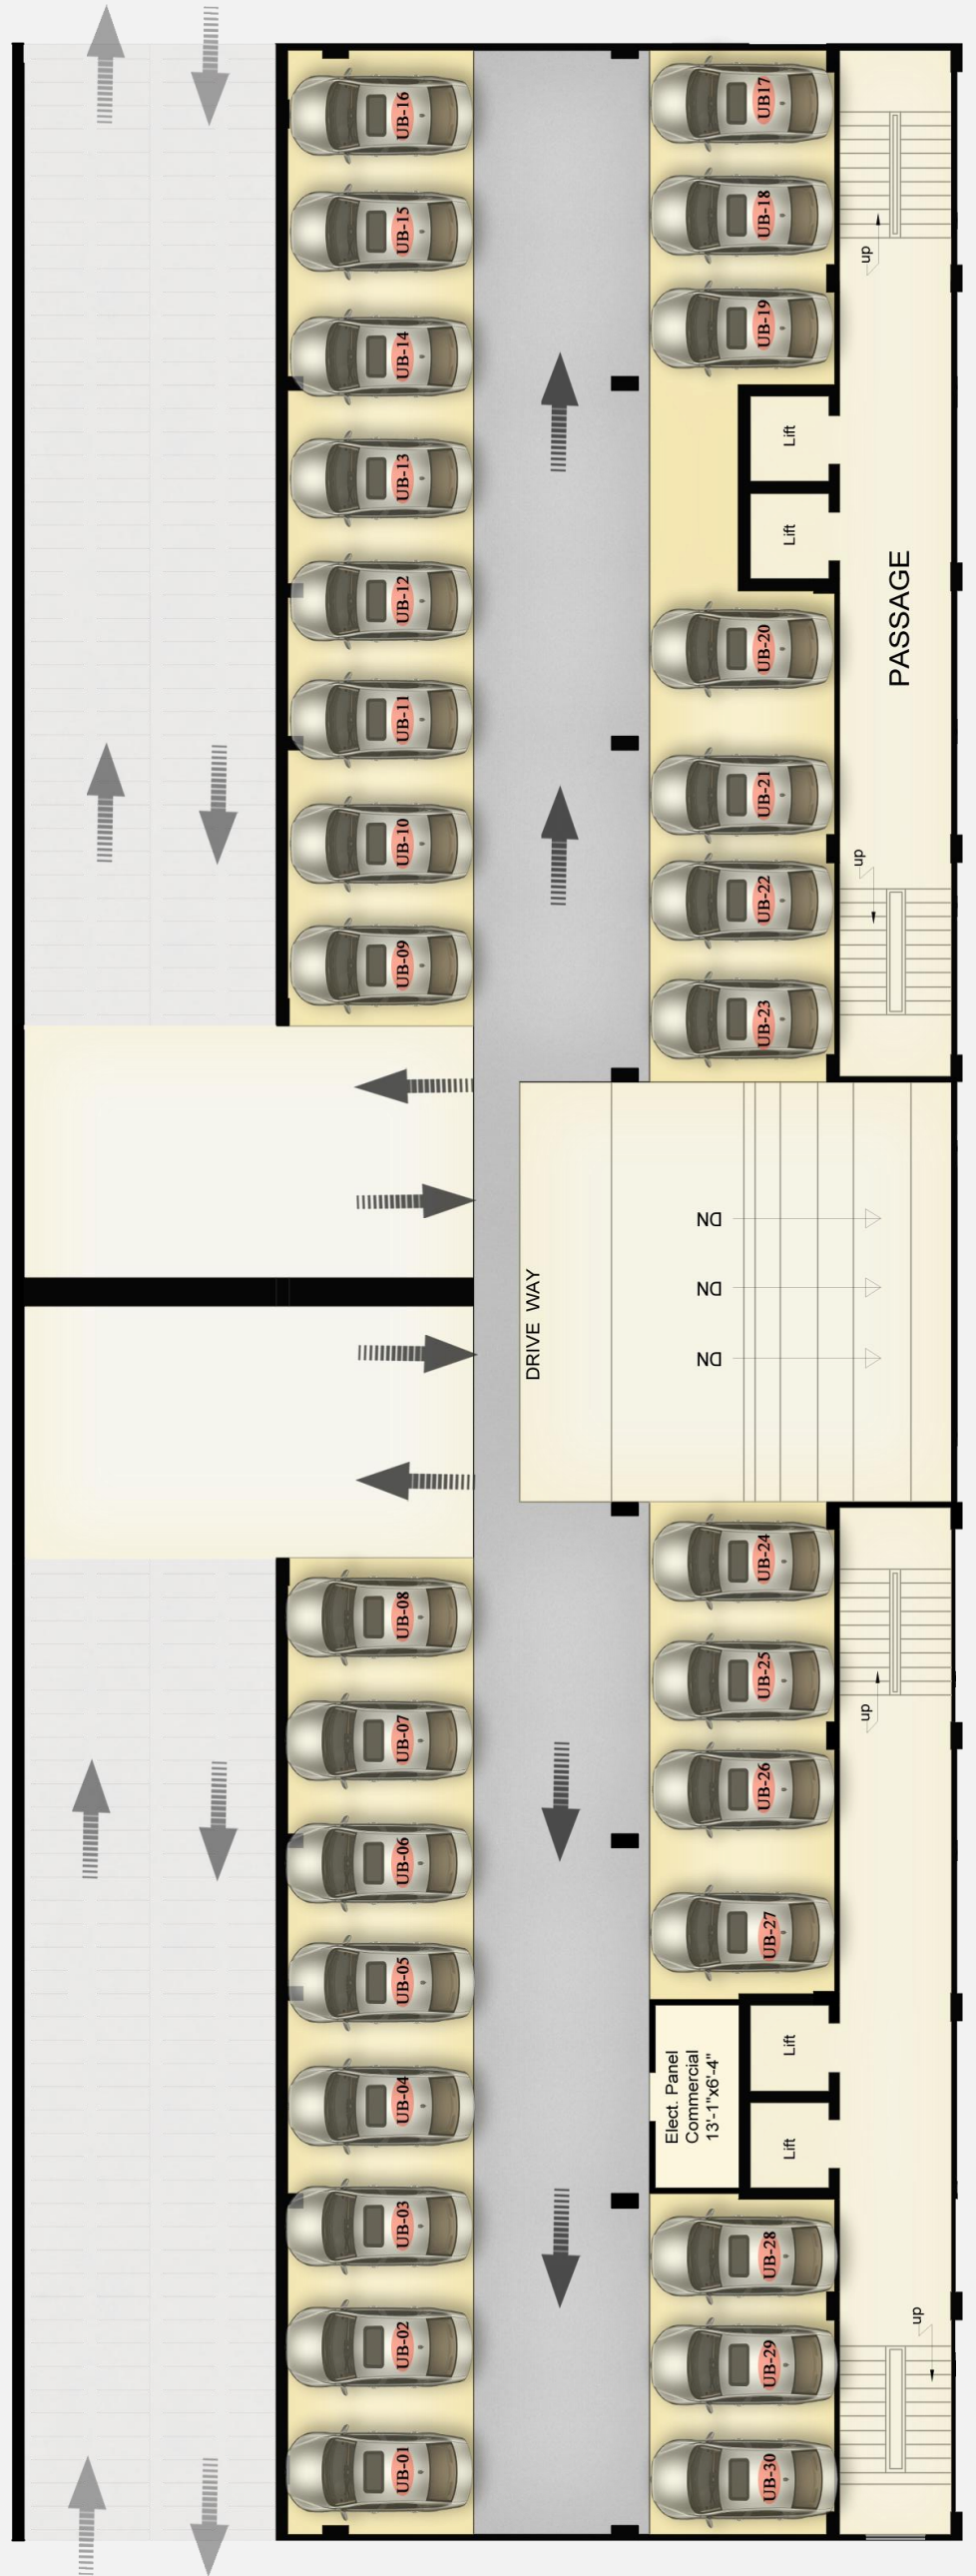 UB-16
UB-15
UB-14
UB-13
UB-12
UB-11
UB-10
UB-09
UB-08
UB-07
UB-06
UB-05
UB-04
UB-03
UB-02
UB-01
DRIVE WAY
UB17
UB-18
UB-19
UB-20
UB-21
UB-22
UB-23
DN
DN
DN
UB-24
UB-25
UB-26
UB-27
Elect. Panel
Commercial
13'-1"x6'-4"
UB-28
UB-29
UB-30
Lift
Lift
Lift
Lift
up
PASSAGE
up
up
up